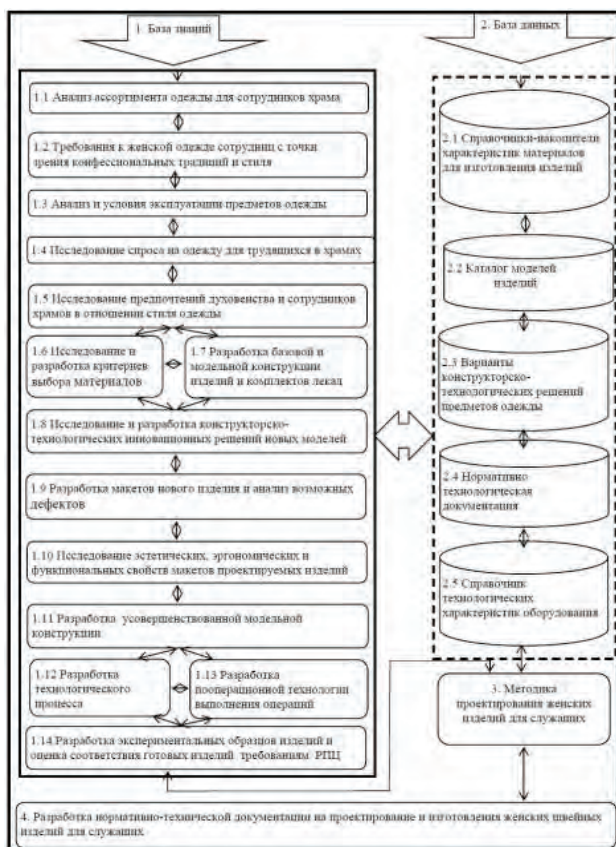 1. База знаний
2. База данных
1.1 Анализ ассортимента одежды для сотрудников храма
1.2 Требования к женской одежде сотрудниц с точки
зрения конфессиональных традиций и стиля
1.3 Анализ и условия эксплуатации предметов одежды
1.4 Исследование спроса на одежду для трудящихся в храмах
1.5 Исследование предпочтений духовенства и сотрудников
храмов в отношении стиля одежды
1.6 Исследование и
разработка критериев
выбора материалов
1.7 Разработка базовой и
модельной конструкции
изделий и комплектов лекал
1.8 Исследование и разработка конструкторско-
технологических инновационных решений новых моделей
1.9 Разработка макетов нового изделия и анализ возможных
дефектов
1.10 Исследование эстетических, эргономических и
функциональных свойств макетов проектируемых изделий
1.11 Разработка усовершенствованной модельной
конструкции
1.12 Разработка
технологического
процесса
1.13 Разработка
пооперационной технологии
выполнения операций
1.14 Разработка экспериментальных образцов изделий и
оценка соответствия готовых изделий требованиям РПЦ
2.1 Справочники-накопители
характеристик материалов
для изготовления изделий
2.2 Каталог моделей
изделий
2.3 Варианты
конструкторско-
технологических решений
предметов одежды
2.4 Нормативно
технологическая
документация
2.5 Справочник
технологических
характеристик оборудования
3. Методика
проектирования женских
изделий для служащих
4. Разработка нормативно-технической документации на проектирование и изготовления женских швейных
изделий для служащих